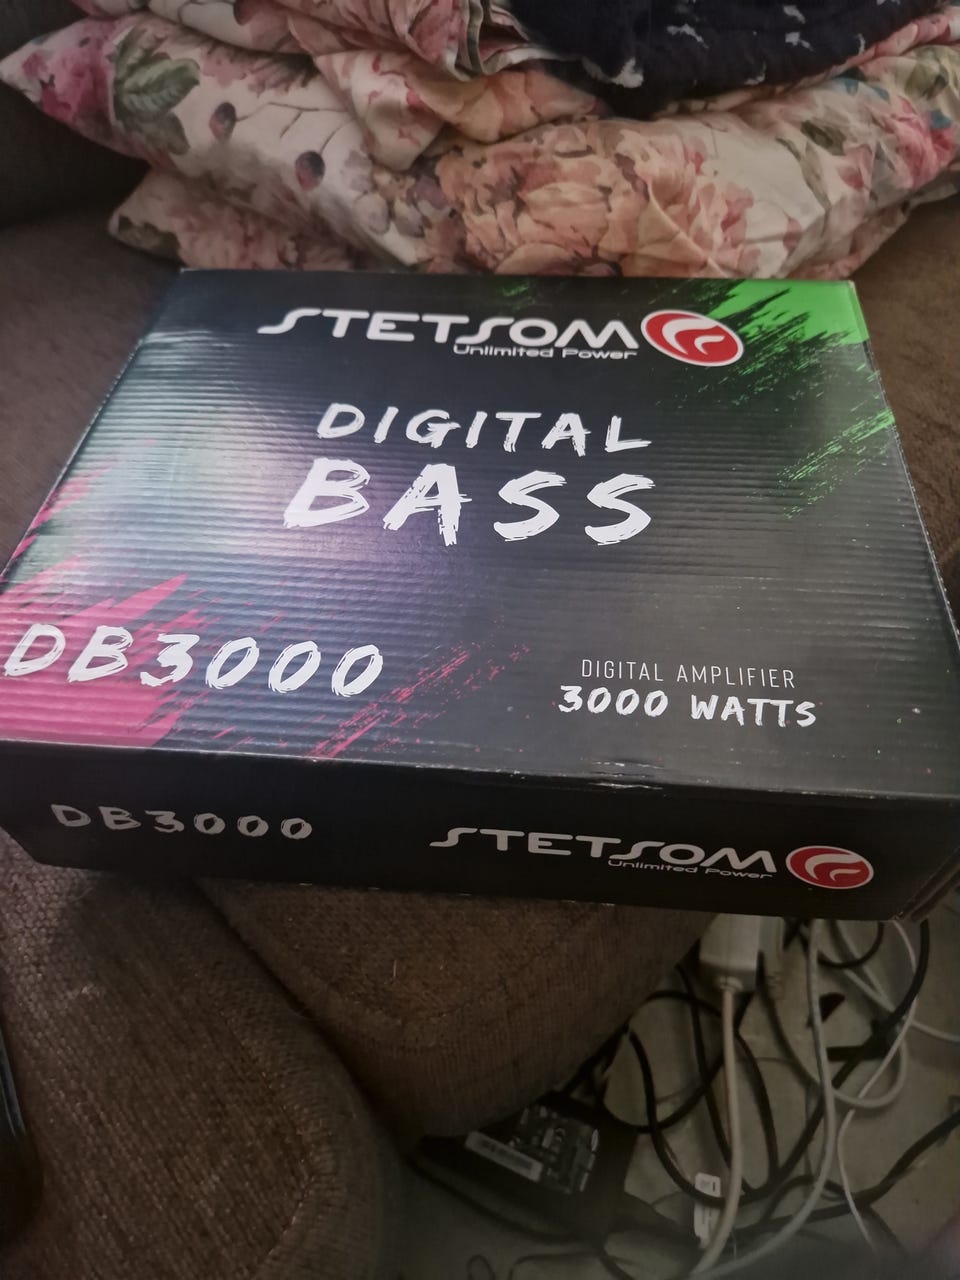 STETSOM
Unlimited Power
DIGITAL
BASS
DB3000
DIGITAL AMPLIFIER
3000 WATTS
DB3000
STETSOM
Unlimited Power